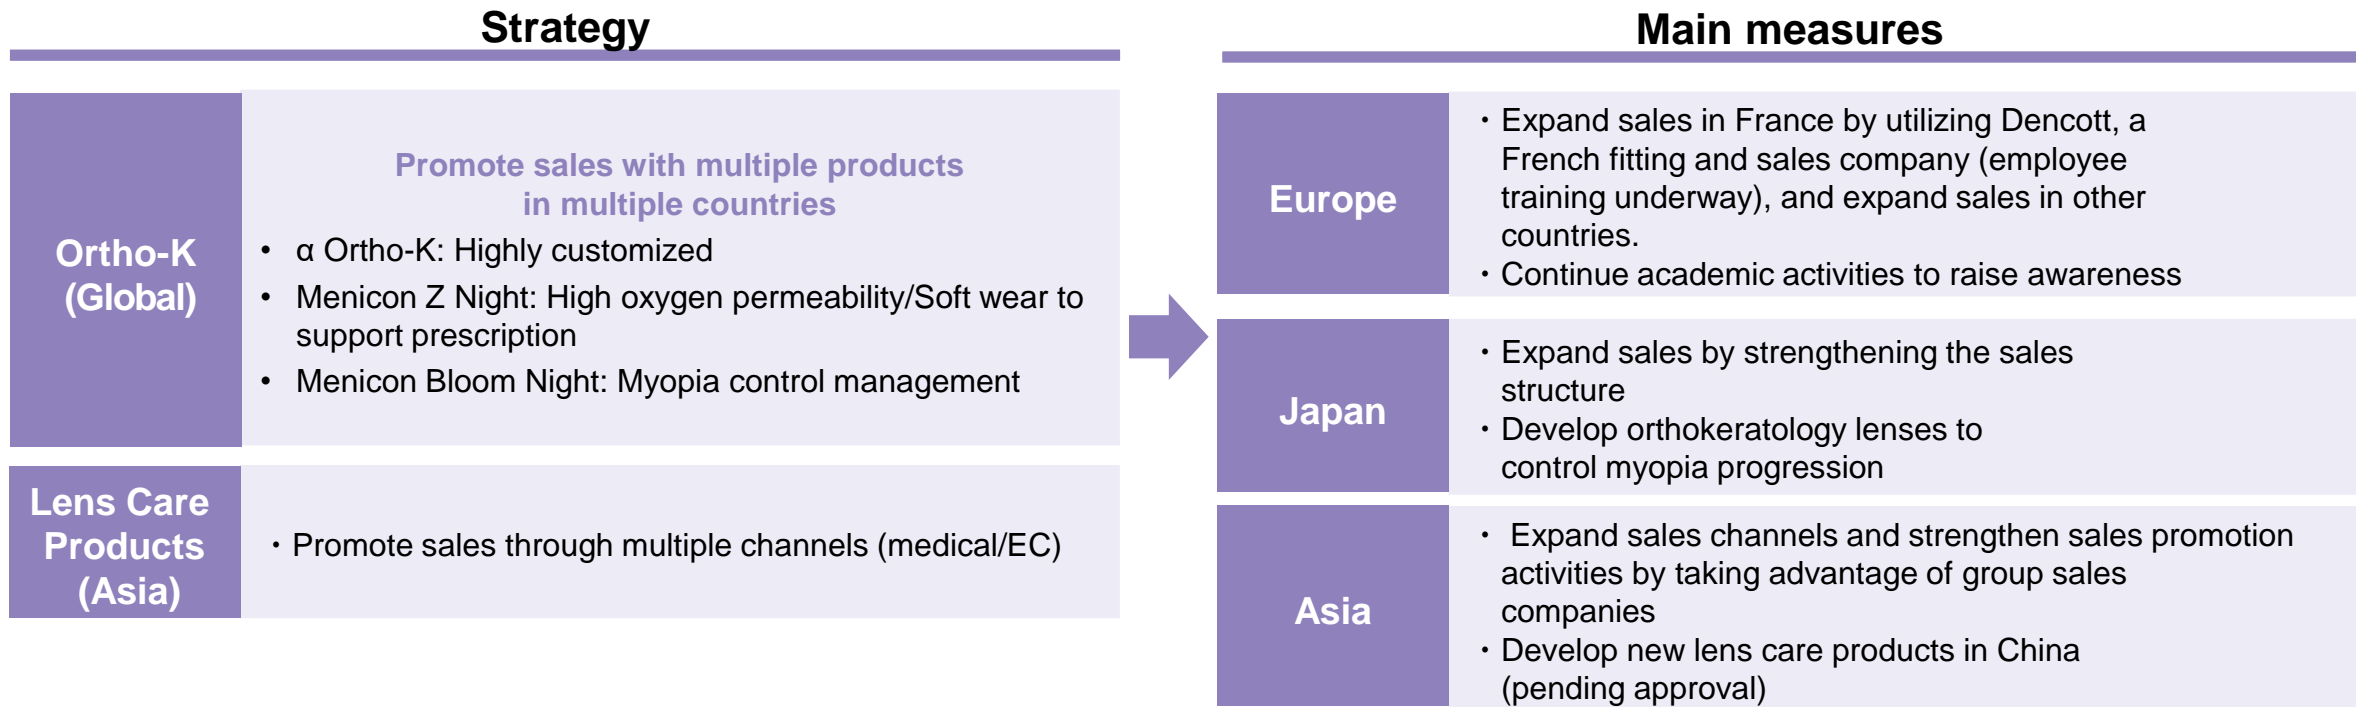 Strategy
Ortho-K
(Global)
Promote sales with multiple products
in multiple countries
• α Ortho-K: Highly customized
• Menicon Z Night: High oxygen permeability/Soft wear to
support prescription
• Menicon Bloom Night: Myopia control management
Lens Care
Products
(Asia)
・Promote sales through multiple channels (medical/EC)
Main measures
Europe
・Expand sales in France by utilizing Dencott, a
French fitting and sales company (employee
training underway), and expand sales in other
countries.
・Continue academic activities to raise awareness
Japan
・Expand sales by strengthening the sales
structure
・Develop orthokeratology lenses to
control myopia progression
Asia
・ Expand sales channels and strengthen sales promotion
activities by taking advantage of group sales
companies
・Develop new lens care products in China
(pending approval)